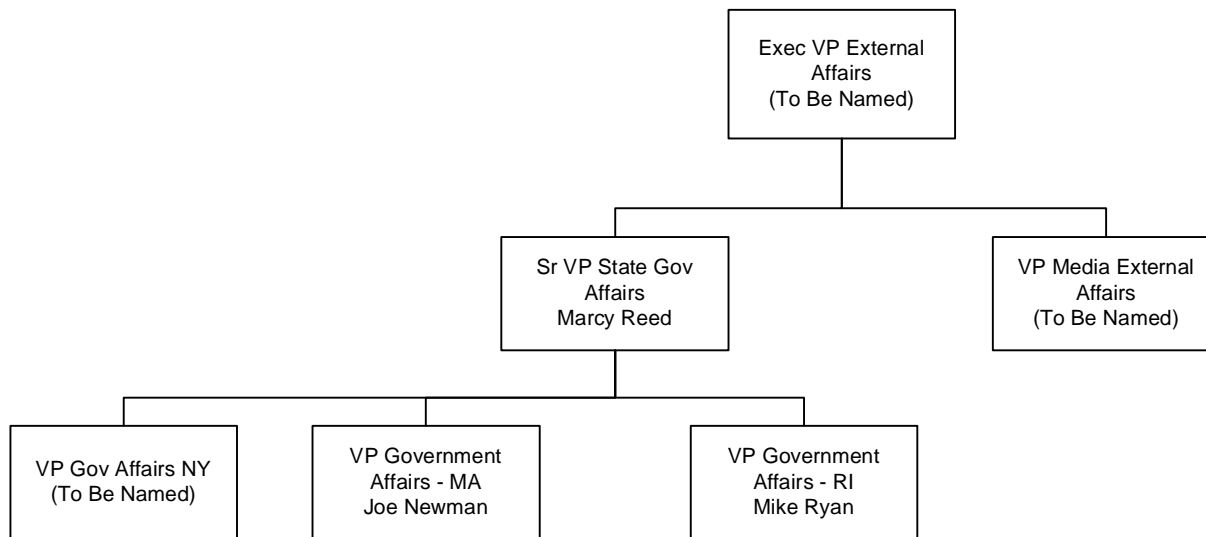 Exec VP External
Affairs
(To Be Named)
Sr VP State Gov
Affairs
Marcy Reed
VP Media External
Affairs
(To Be Named)
VP Gov Affairs NY
(To Be Named)
VP Government
Affairs - MA
Joe Newman
VP Government
Affairs - RI
Mike Ryan